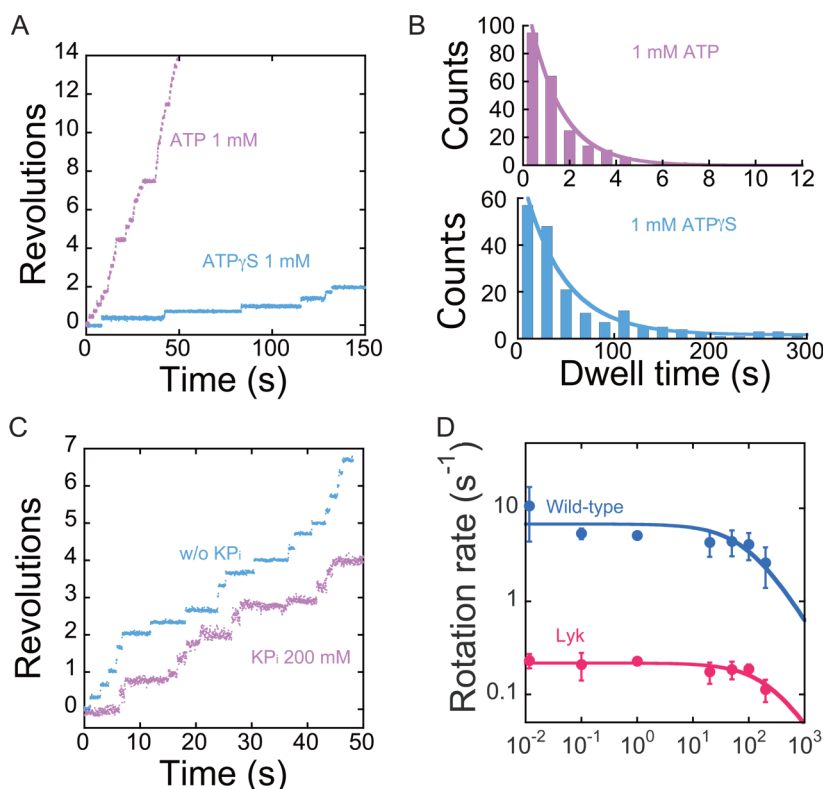 A
Revolutions
14
12
10
8
6
4
2
0
ATP 1 mM
ATPγS 1 mM
0
50
100
150
Time (s)
B
Counts
100
80
60
40
20
0
1 mM ATP
0 2 4 6 8 10 12
Counts
60
40
20
0
1 mM ATPγS
0 100 200 300
Dwell time (s)
C
Revolutions
7
6
5
4
3
2
1
0
w/o KPi
KPi 200 mM
0 10 20 30 40 50
Time (s)
D
Rotation rate (s⁻¹)
10
1
0.1
Wild-type
Lyk
10⁻² 10⁻¹ 10⁰ 10¹ 10² 10³